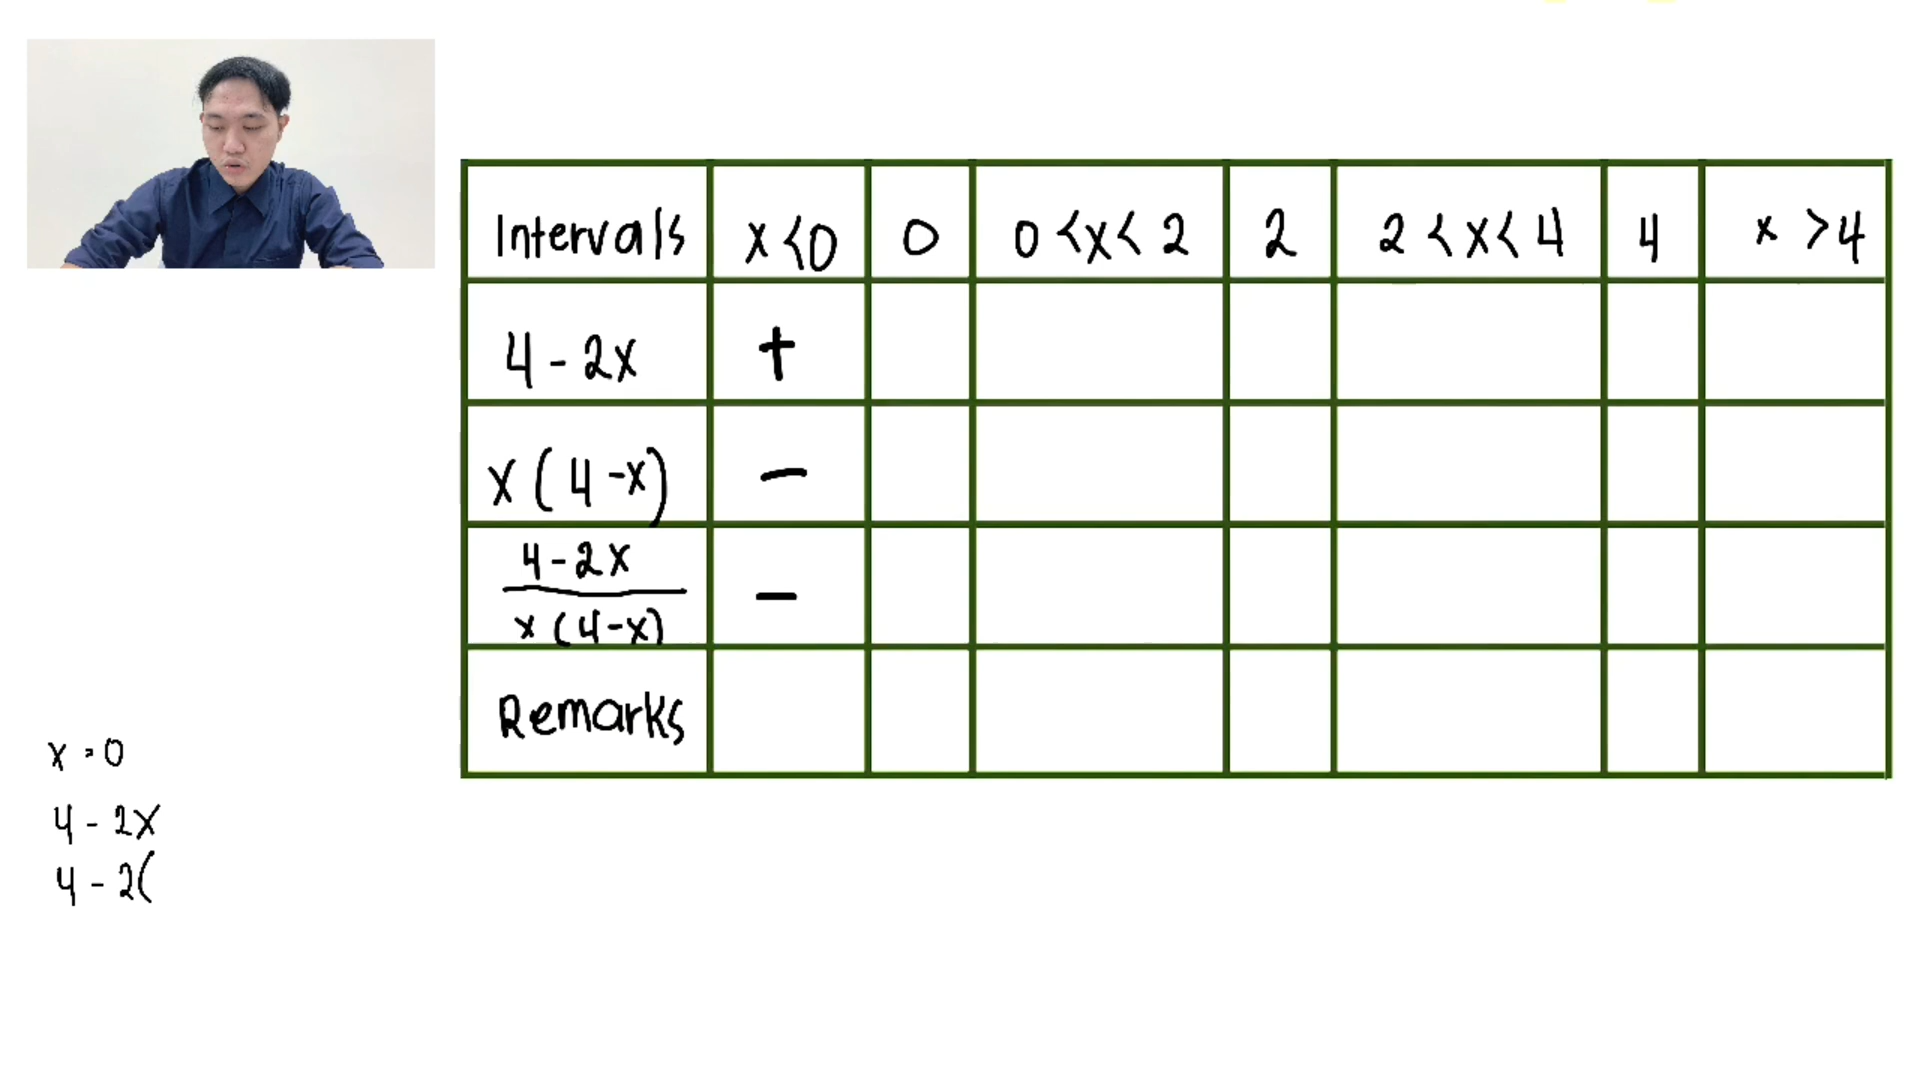 Intervals x<0 0 0<x<2 2 2<x<4 4 x>4
4-2x +
x(4-x) -
4-2x
x(4-x) -
Remarks
x=0
4-2x
4-2(